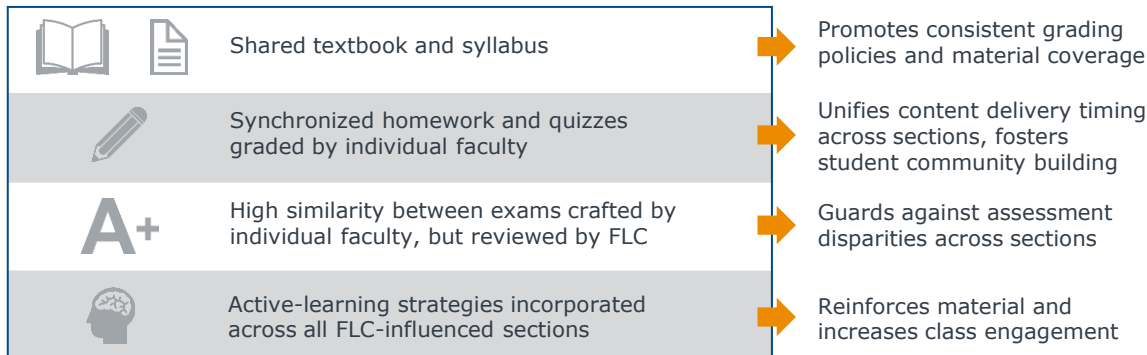 Shared textbook and syllabus
Promotes consistent grading
policies and material coverage
Synchronized homework and quizzes
graded by individual faculty
Unifies content delivery timing
across sections, fosters
student community building
A+
High similarity between exams crafted by
individual faculty, but reviewed by FLC
Guards against assessment
disparities across sections
Active-learning strategies incorporated
across all FLC-influenced sections
Reinforces material and
increases class engagement